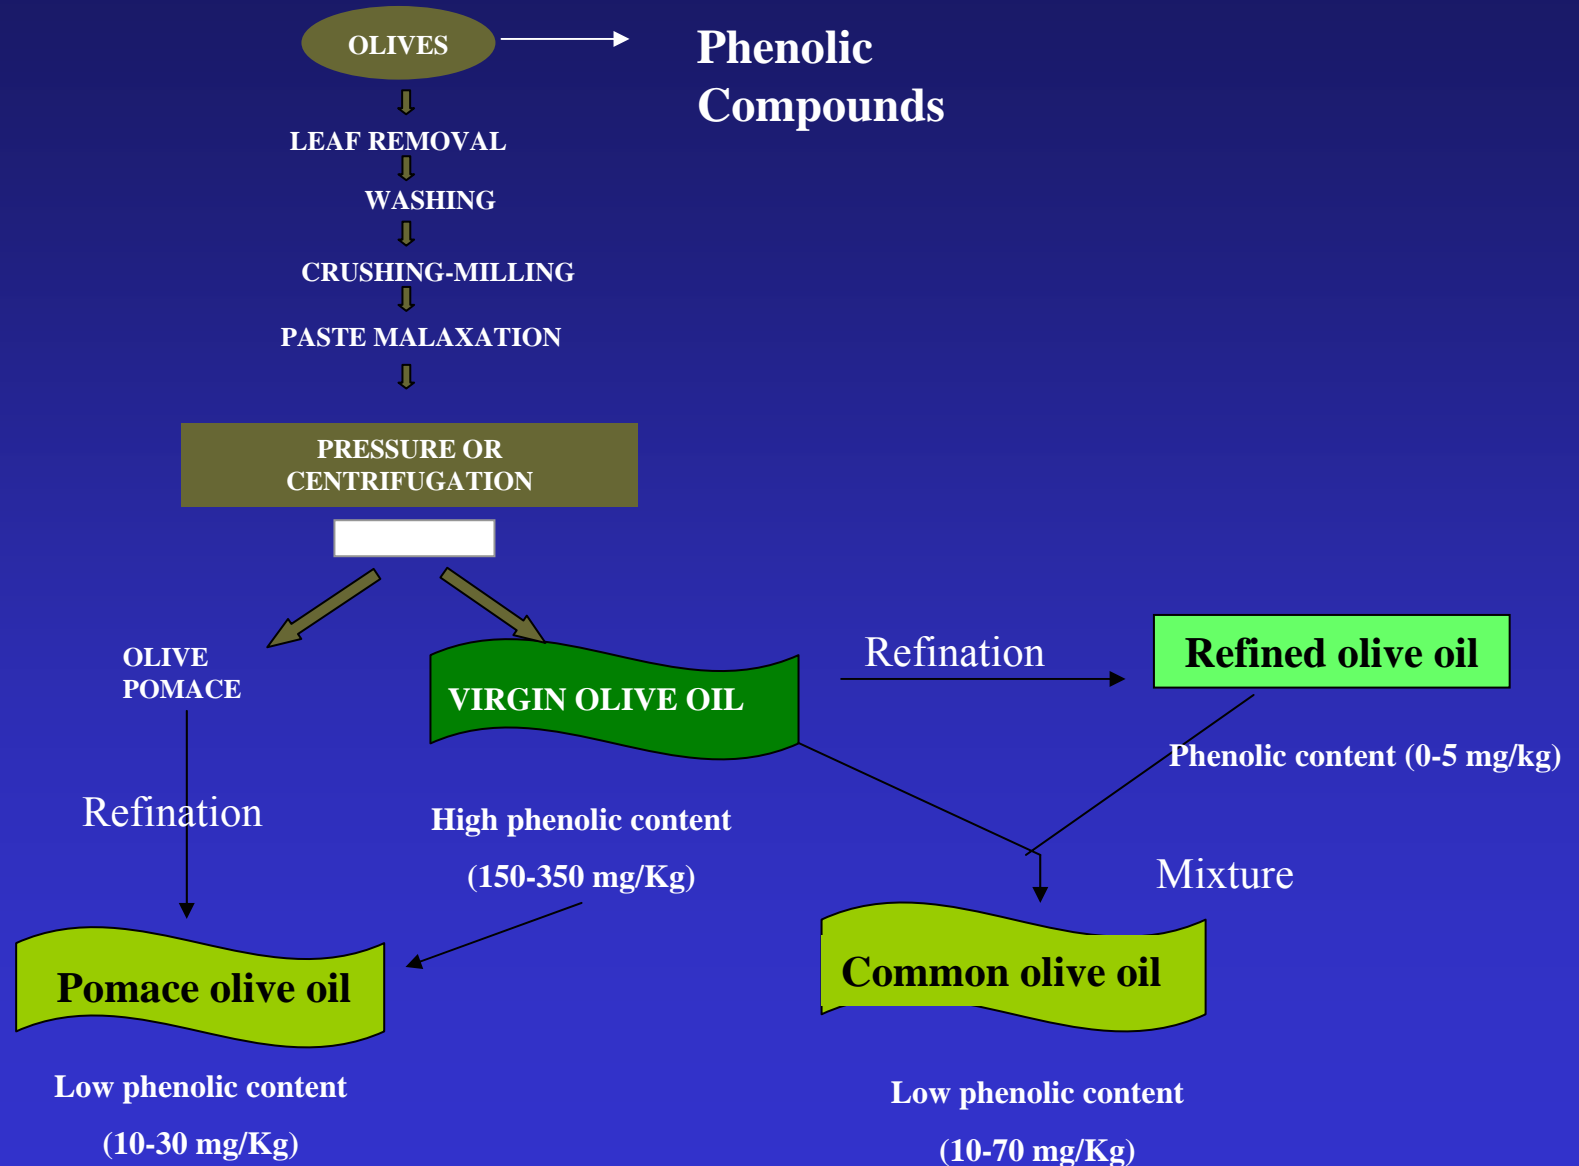 OLIVES
Phenolic
Compounds
LEAF REMOVAL
WASHING
CRUSHING-MILLING
PASTE MALAXATION
PRESSURE OR
CENTRIFUGATION
OLIVE
POMACE
VIRGIN OLIVE OIL
Refination
Refined olive oil
Phenolic content (0-5 mg/kg)
Refination
High phenolic content
(150-350 mg/Kg)
Mixture
Pomace olive oil
Common olive oil
Low phenolic content
(10-30 mg/Kg)
Low phenolic content
(10-70 mg/Kg)